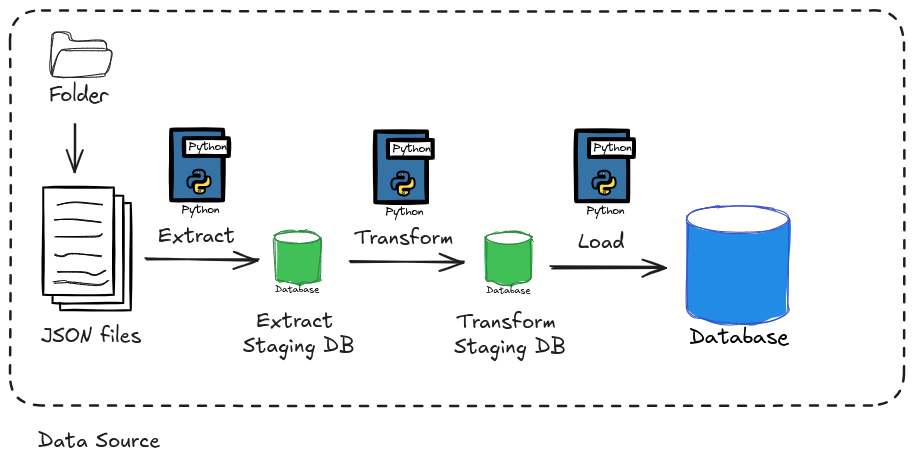 Folder
Python
Python
Extract
Python
Python
Transform
Python
Python
Load
JSON files
Database
Extract
Staging DB
Database
Transform
Staging DB
Database
Data Source